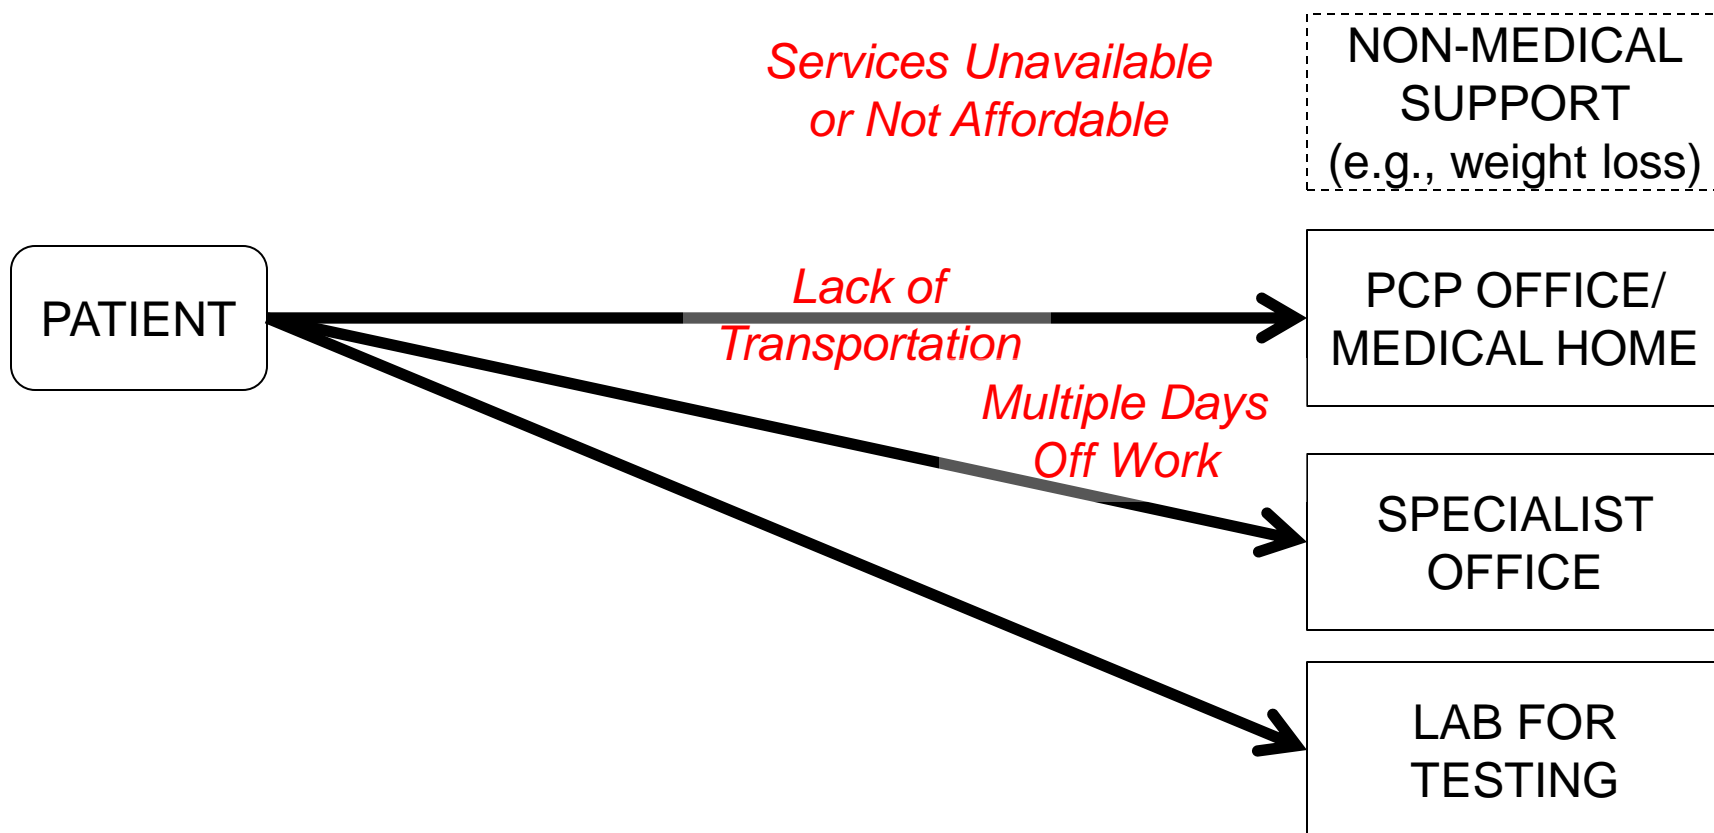 Services Unavailable
or Not Affordable
NON-MEDICAL
SUPPORT
(e.g., weight loss)
PATIENT
Lack of
Transportation
PCP OFFICE/
MEDICAL HOME
Multiple Days
Off Work
SPECIALIST
OFFICE
LAB FOR
TESTING